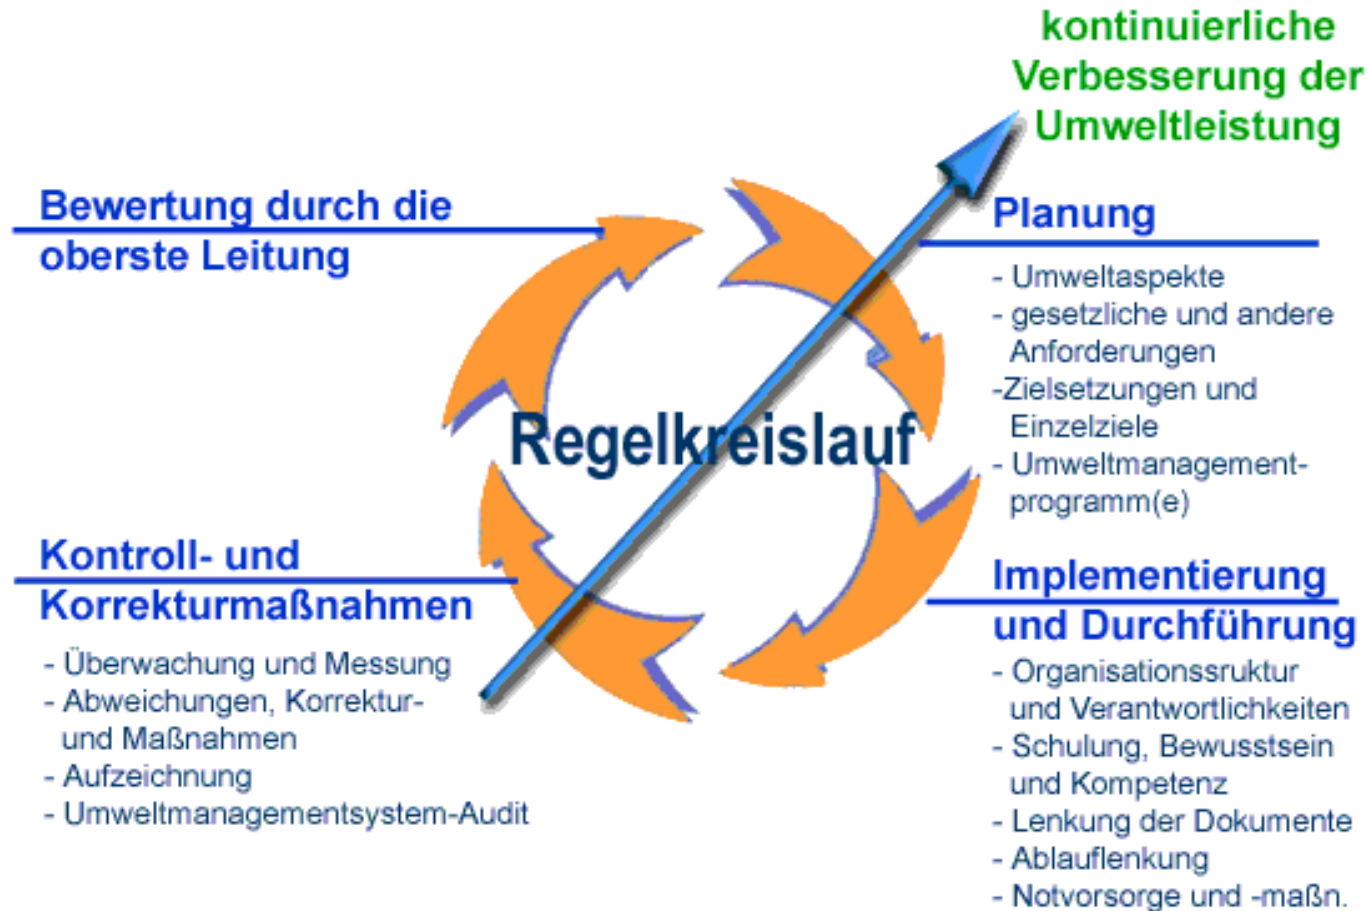 kontinuierliche
Verbesserung der
Umweltleistung
Bewertung durch die
oberste Leitung
Planung
- Umweltaspekte
- gesetzliche und andere
Anforderungen
-Zielsetzungen und
Einzelziele
- Umweltmanagement-
programm(e)
Regelkreislauf
Kontroll- und
Korrekturmaßnahmen
- Überwachung und Messung
- Abweichungen, Korrektur-
und Maßnahmen
- Aufzeichnung
- Umweltmanagementsystem-Audit
Implementierung
und Durchführung
- Organisationssruktur
und Verantwortlichkeiten
- Schulung, Bewusstsein
und Kompetenz
- Lenkung der Dokumente
- Ablauflenkung
- Notvorsorge und -maßn.